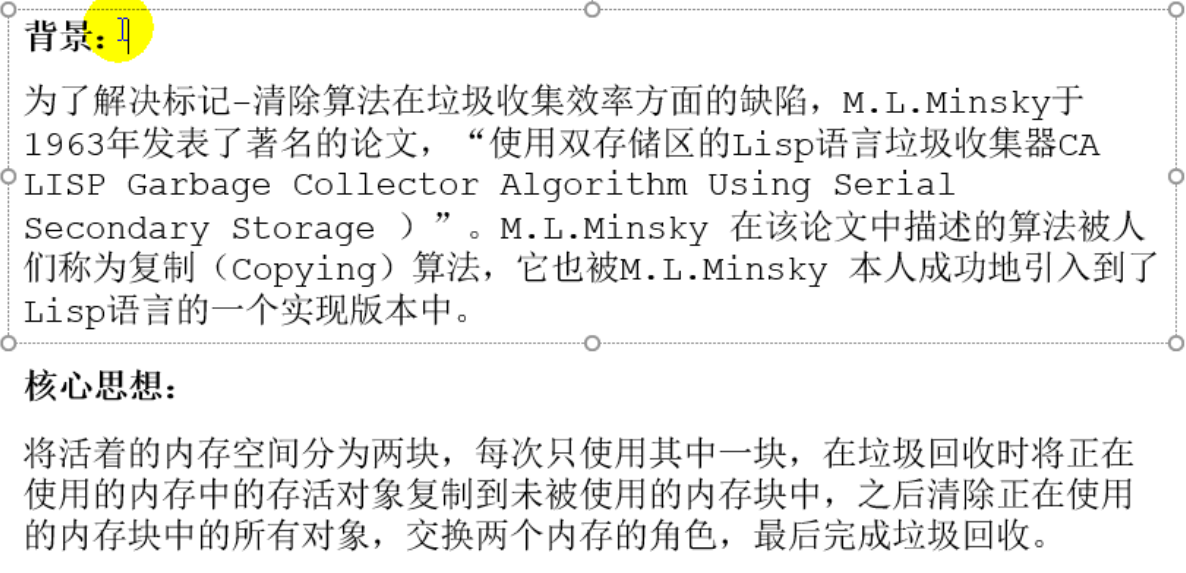 背景：
为了解决标记-清除算法在垃圾收集效率方面的缺陷，M.L.Minsky于
1963年发表了著名的论文，“使用双存储区的Lisp语言垃圾收集器CA
LISP Garbage Collector Algorithm Using Serial
Secondary Storage ）”。M.L.Minsky 在该论文中描述的算法被人
们称为复制（Copying）算法，它也被M.L.Minsky 本人成功地引入到了
Lisp语言的一个实现版本中。
核心思想：
将活着的内存空间分为两块，每次只使用其中一块，在垃圾回收时将正在
使用的内存中的存活对象复制到未被使用的内存块中，之后清除正在使用
的内存块中的所有对象，交换两个内存的角色，最后完成垃圾回收。